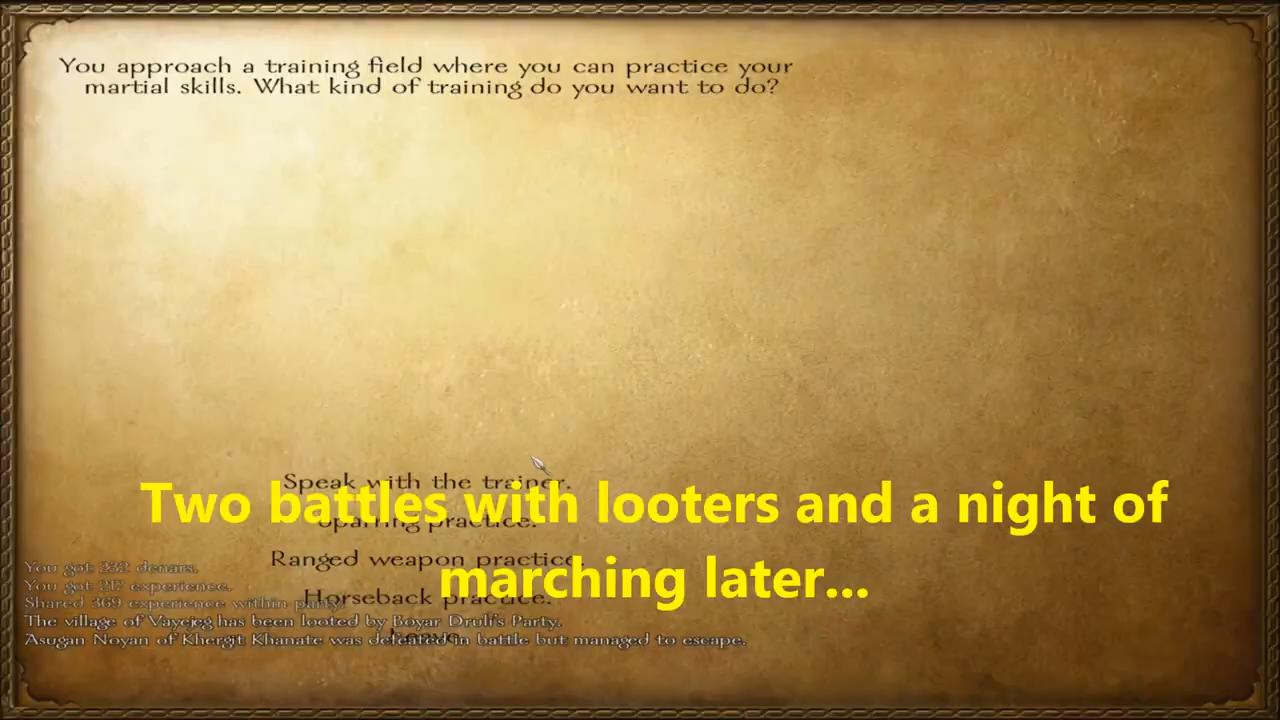 You approach a training field where you can practice your
martial skills. What kind of training do you want to do?
Speak with the trainer.
Two battles with looters and a night of
Sparring practice.
Ranged weapon practice.
You got 232 denars.
marching later...
You got 217 experience.
Horseback practice.
Shared 369 experience within party.
The village of Vayejeg has been looted by Boyar Druli's Party.
Leave.
Asugan Noyan of Khergit Khanate was defeated in battle but managed to escape.